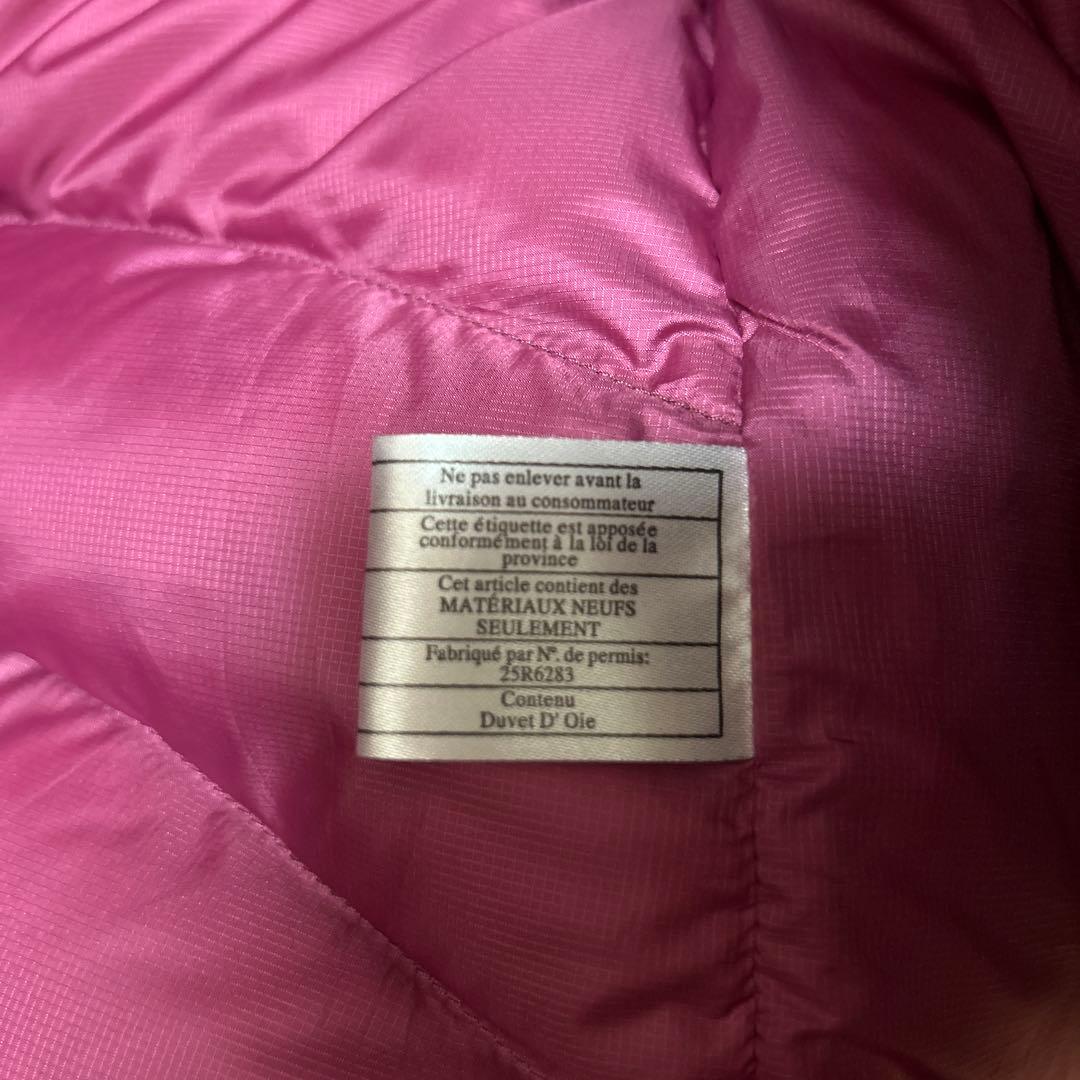 Ne pas enlever avant la
livraison au consommateur
Cette étiquette est apposée
conformément à la loi de la
province
Cet article contient des
MATÉRIAUX NEUFS
SEULEMENT
Fabriqué par Nº. de permis:
25R6283
Contenu
Duvet D' Oie